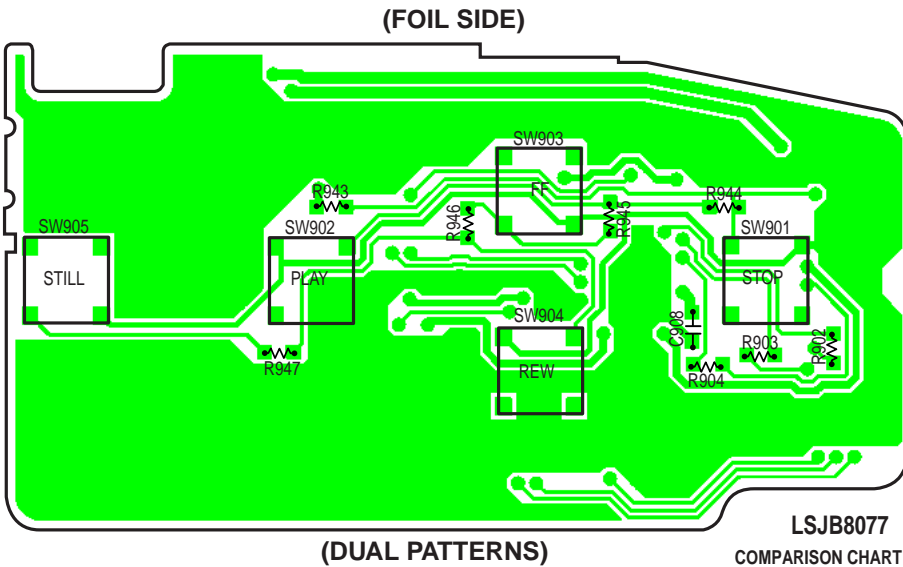 (FOIL SIDE)
SW903
FF
R943
R944
R946
R945
SW905
SW902
SW901
STILL
PLAY
STOP
SW904
C908
R902
R903
R947
REW
R904
LSJB8077
(DUAL PATTERNS)
COMPARISON CHART